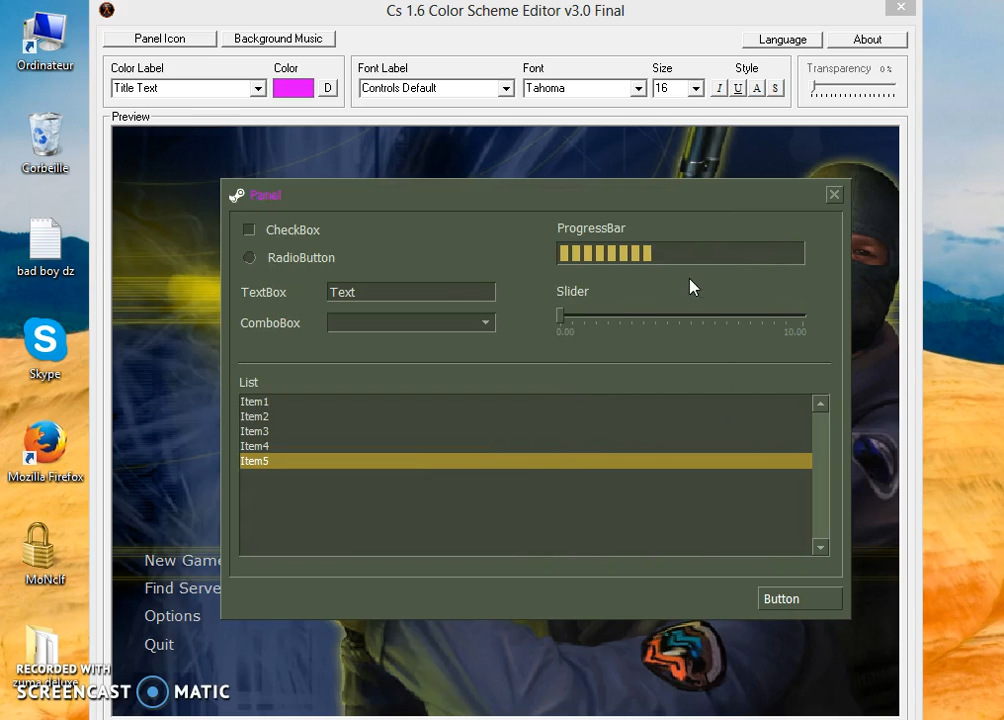 Cs 1.6 Color Scheme Editor v3.0 Final
Panel Icon
Background Music
Language
About
Color Label
Color
Title Text
D
Font Label
Font
Size
Style
Controls Default
Tahoma
16
I
U
A
S
Transparency 0 %
Preview
Panel
CheckBox
RadioButton
TextBox
Text
ComboBox
ProgressBar
Slider
0.00
10.00
List
Item1
Item2
Item3
Item4
Item5
Button
New Game
Find Serve
Options
Quit
Ordinateur
Corbeille
bad boy dz
Skype
Mozilla Firefox
RECORDED WITH
SCREENCAST MATIC